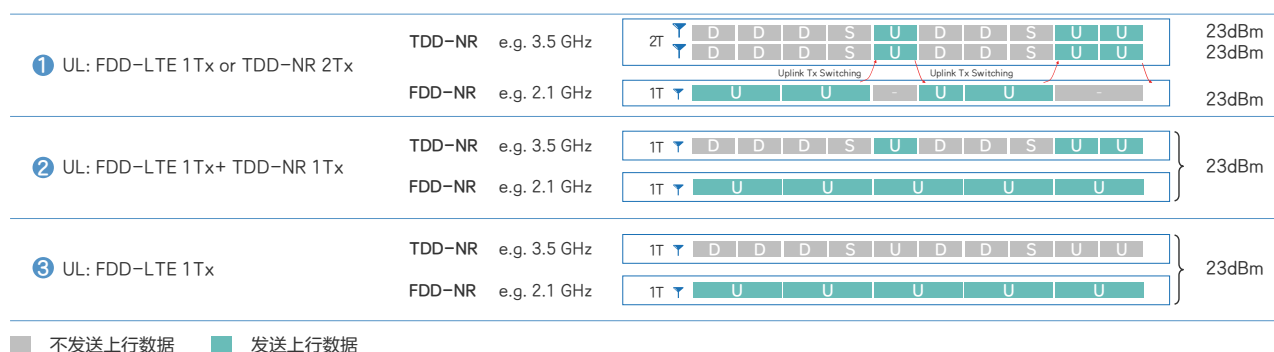 TDD-NR e.g. 3.5 GHz 2T D D D S U D D S U U 23dBm
D D D S U D D S U U 23dBm
1 UL: FDD-LTE 1Tx or TDD-NR 2Tx
Uplink Tx Switching Uplink Tx Switching
FDD-NR e.g. 2.1 GHz 1T U U - U U - 23dBm
TDD-NR e.g. 3.5 GHz 1T D D D S U D D S U U
2 UL: FDD-LTE 1Tx+ TDD-NR 1Tx 23dBm
FDD-NR e.g. 2.1 GHz 1T U U U U U
TDD-NR e.g. 3.5 GHz 1T D D D S U D D S U U
3 UL: FDD-LTE 1Tx 23dBm
FDD-NR e.g. 2.1 GHz 1T U U U U U
不发送上行数据 发送上行数据